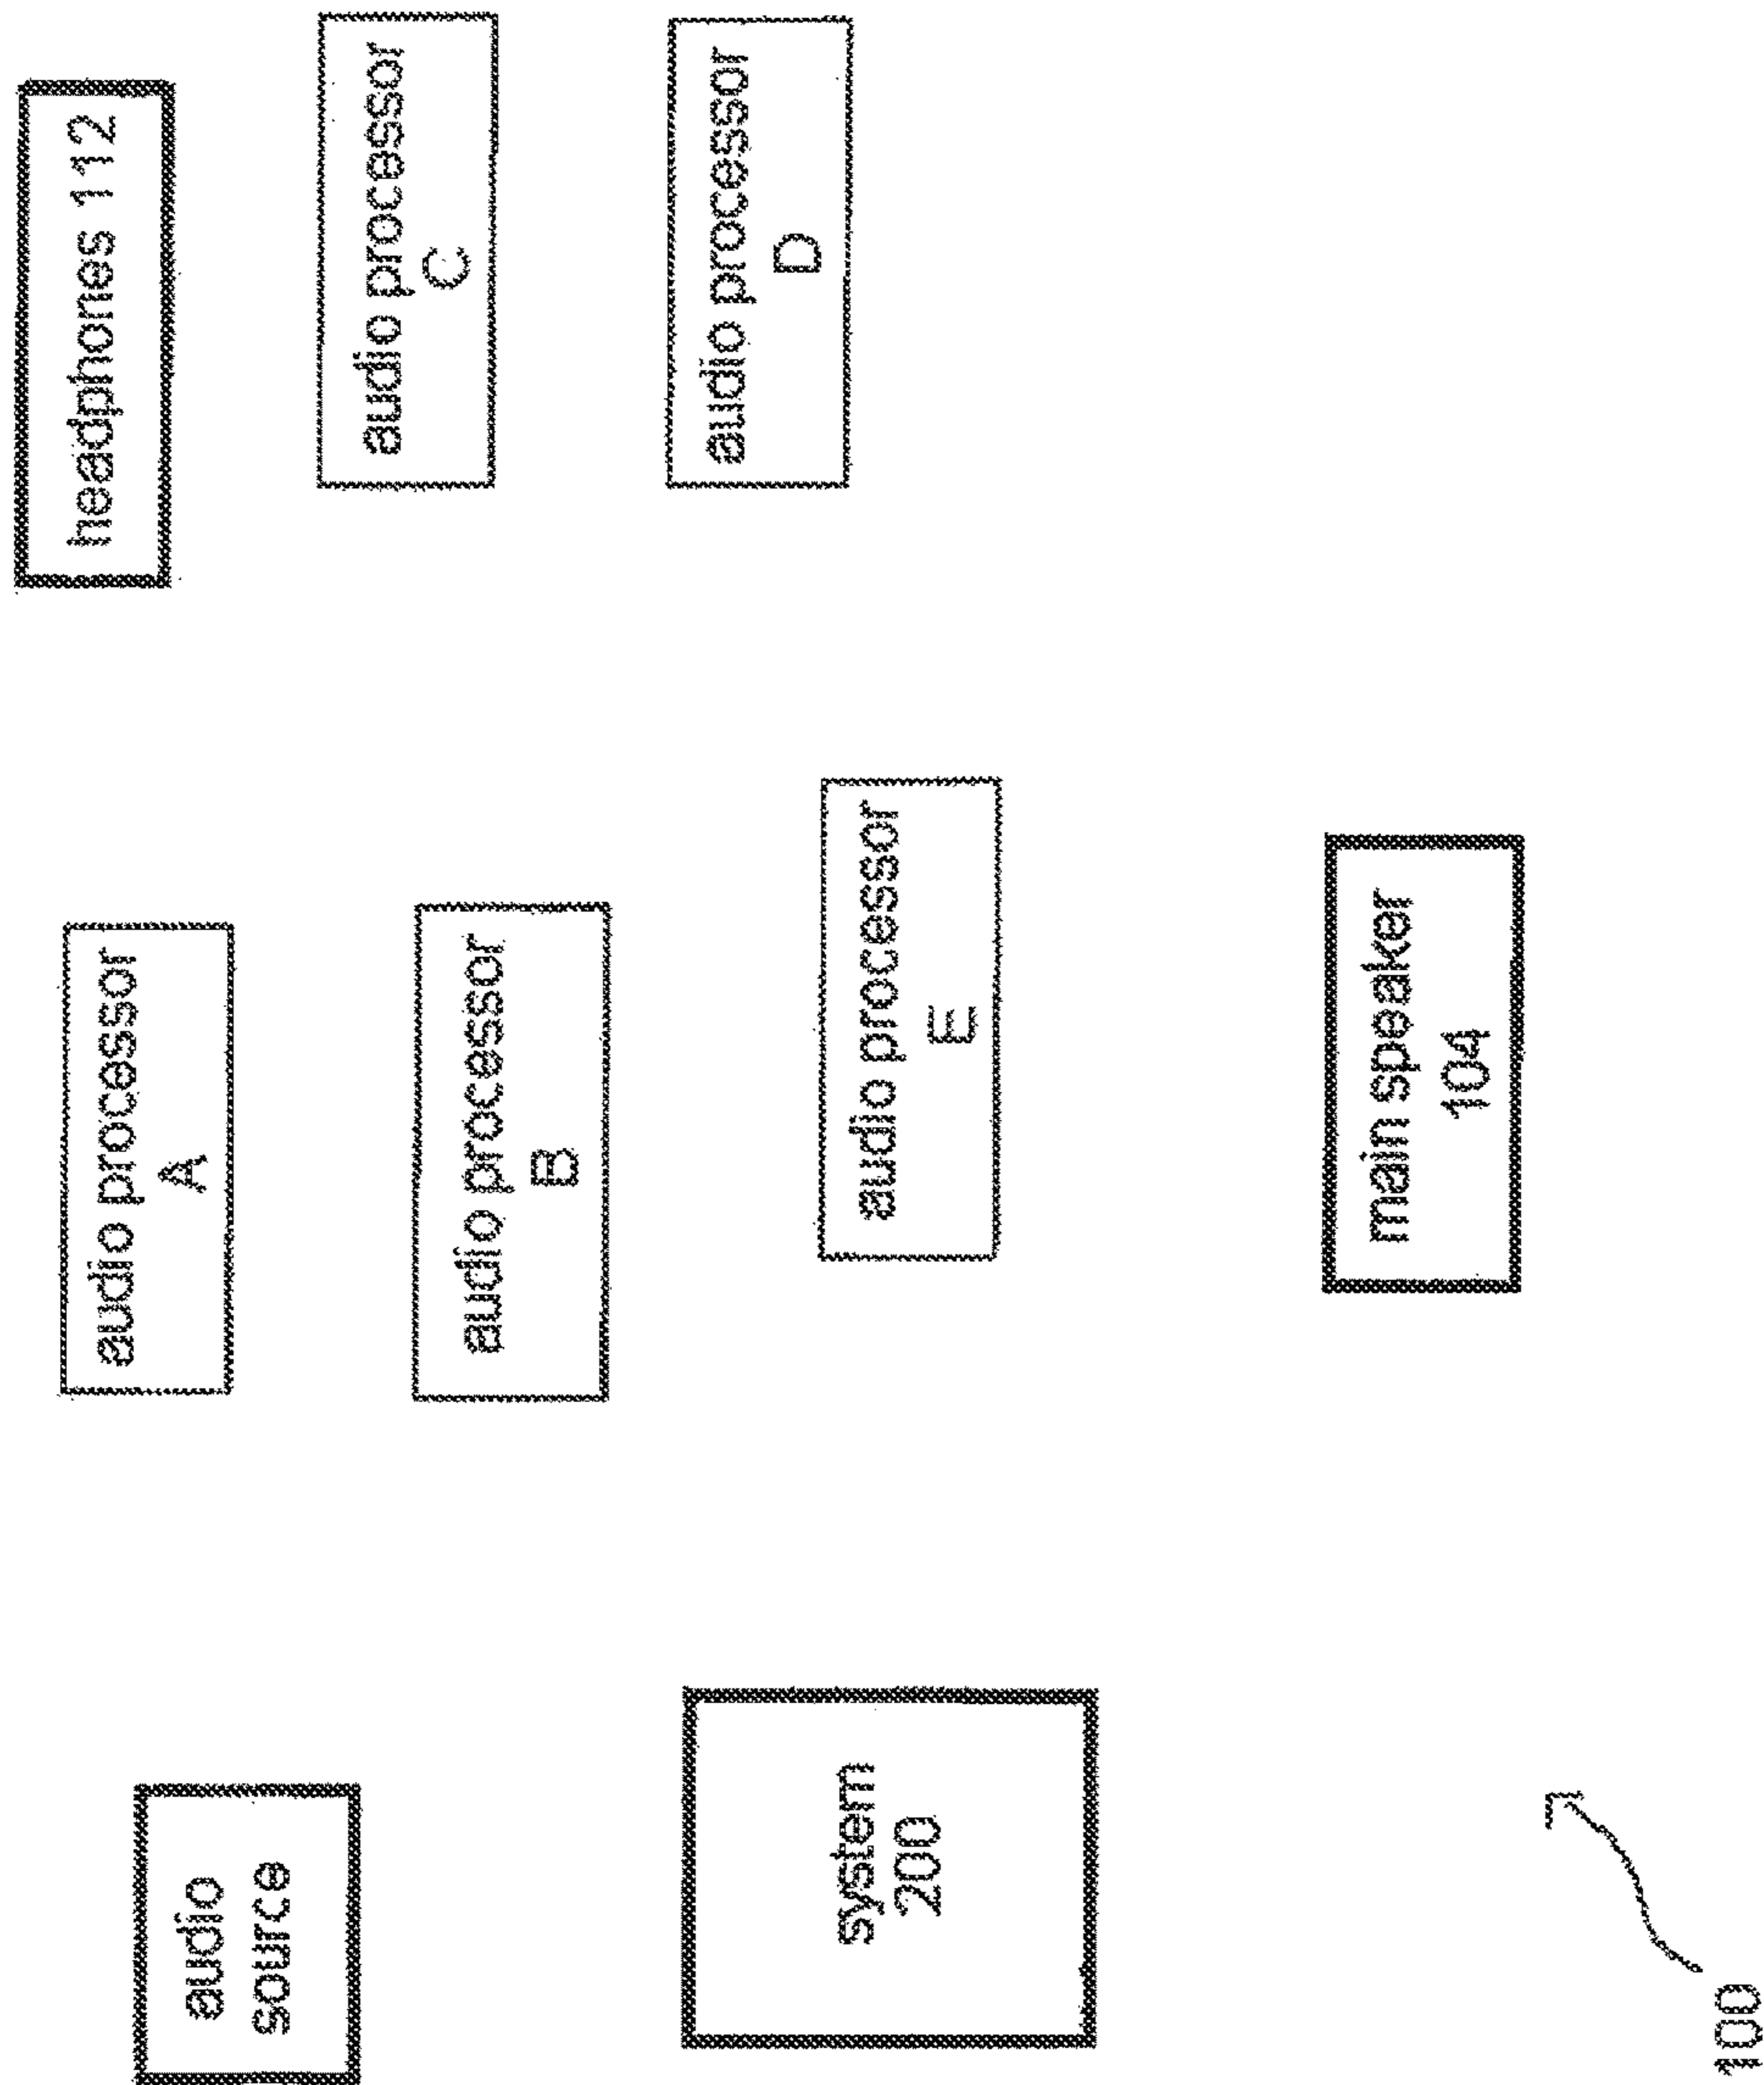 audio
source
audio processor
A
headphones 112
audio processor
B
audio processor
C
system
200
audio processor
E
audio processor
D
main speaker
104
100